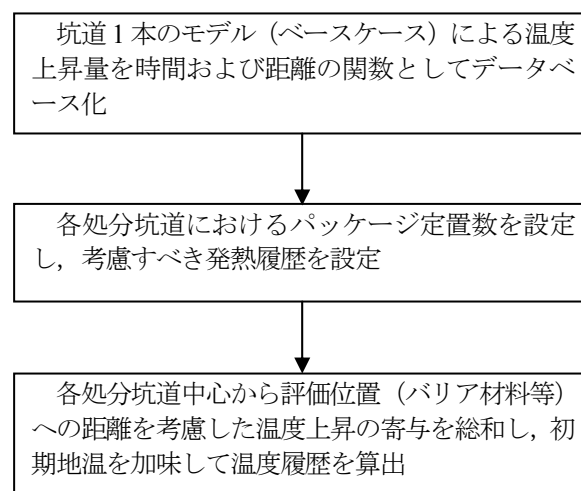 坑道 1 本のモデル（ベースケース）による温度
上昇量を時間および距離の関数としてデータベ
ース化
各処分坑道におけるパッケージ定置数を設定
し，考慮すべき発熱履歴を設定
各処分坑道中心から評価位置（バリア材料等）
への距離を考慮した温度上昇の寄与を総和し，初
期地温を加味して温度履歴を算出